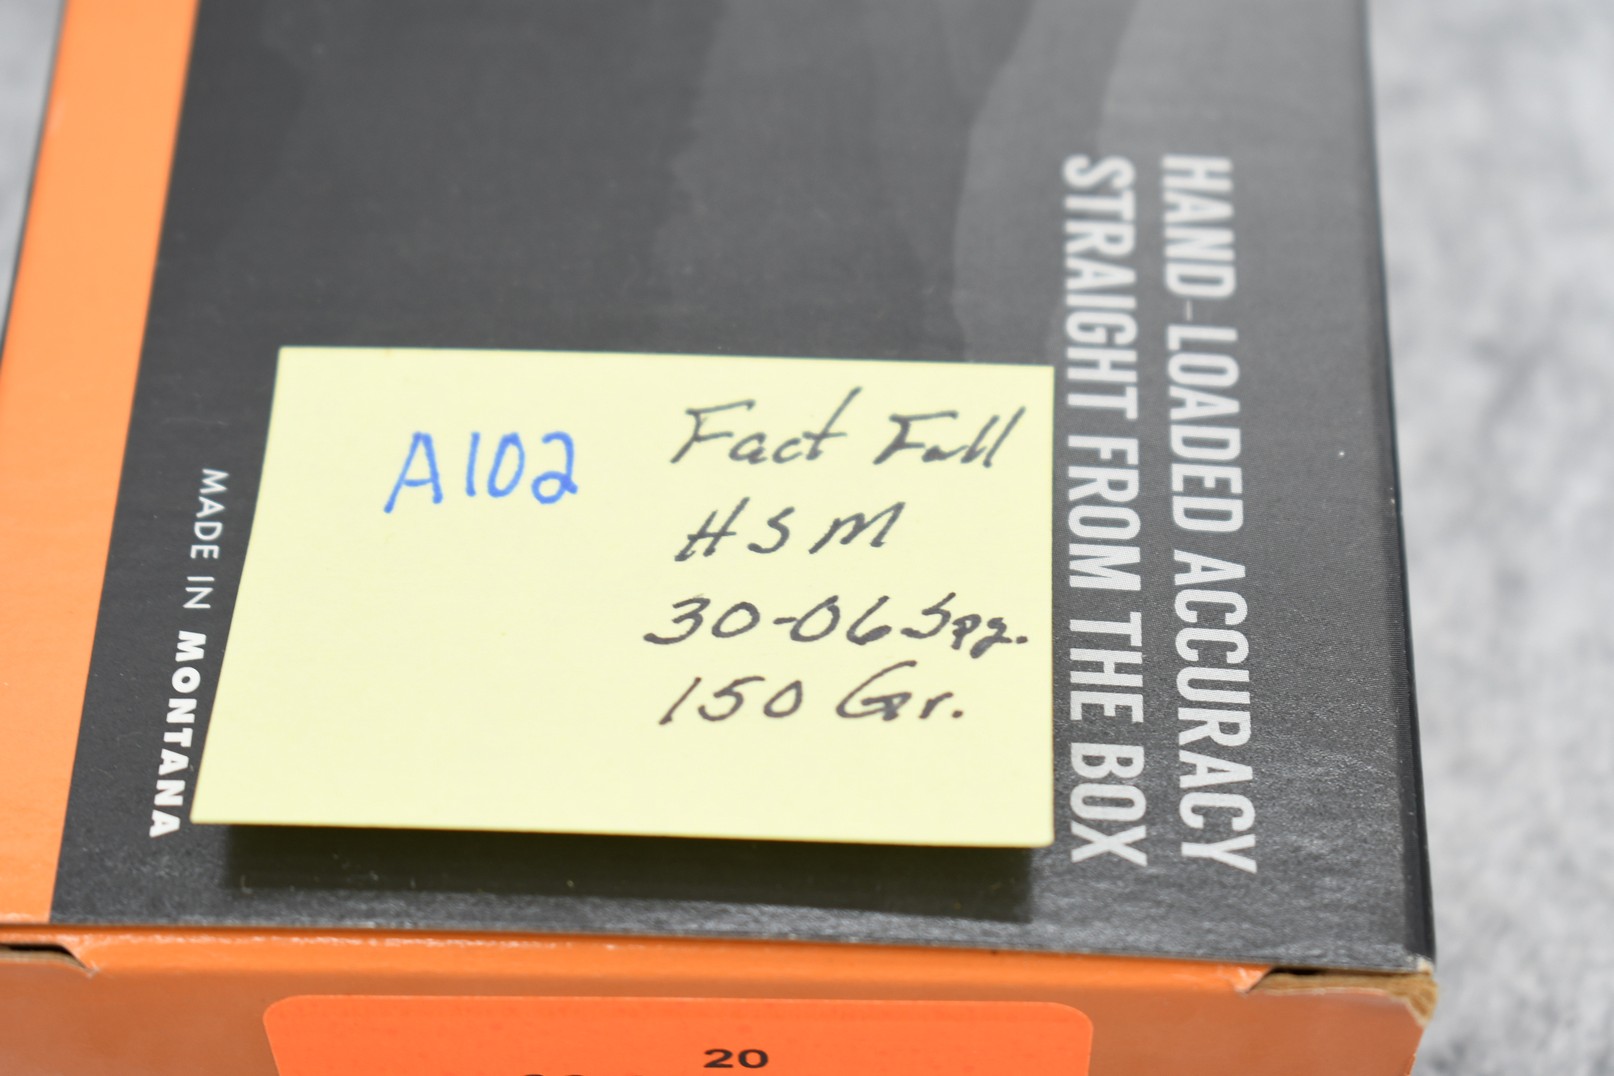 A102
Fact Full
HSM
30-06 Spg.
150 Gr.
HAND-LOADED ACCURACY
STRAIGHT FROM THE BOX
MADE IN MONTANA
20